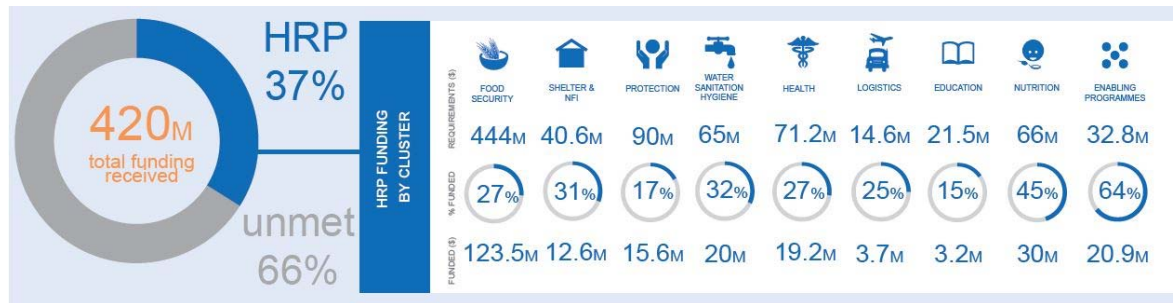 HRP
37%
420M
total funding
received
unmet
66%
HRP FUNDING
BY CLUSTER
REQUIREMENTS ($)
% FUNDED
FUNDED ($)
FOOD
SECURITY
SHELTER &
NFI
PROTECTION
WATER
SANITATION
HYGIENE
HEALTH
LOGISTICS
EDUCATION
NUTRITION
ENABLING
PROGRAMMES
444M 40.6M 90M 65M 71.2M 14.6M 21.5M 66M 32.8M
27% 31% 17% 32% 27% 25% 15% 45% 64%
123.5M 12.6M 15.6M 20M 19.2M 3.7M 3.2M 30M 20.9M